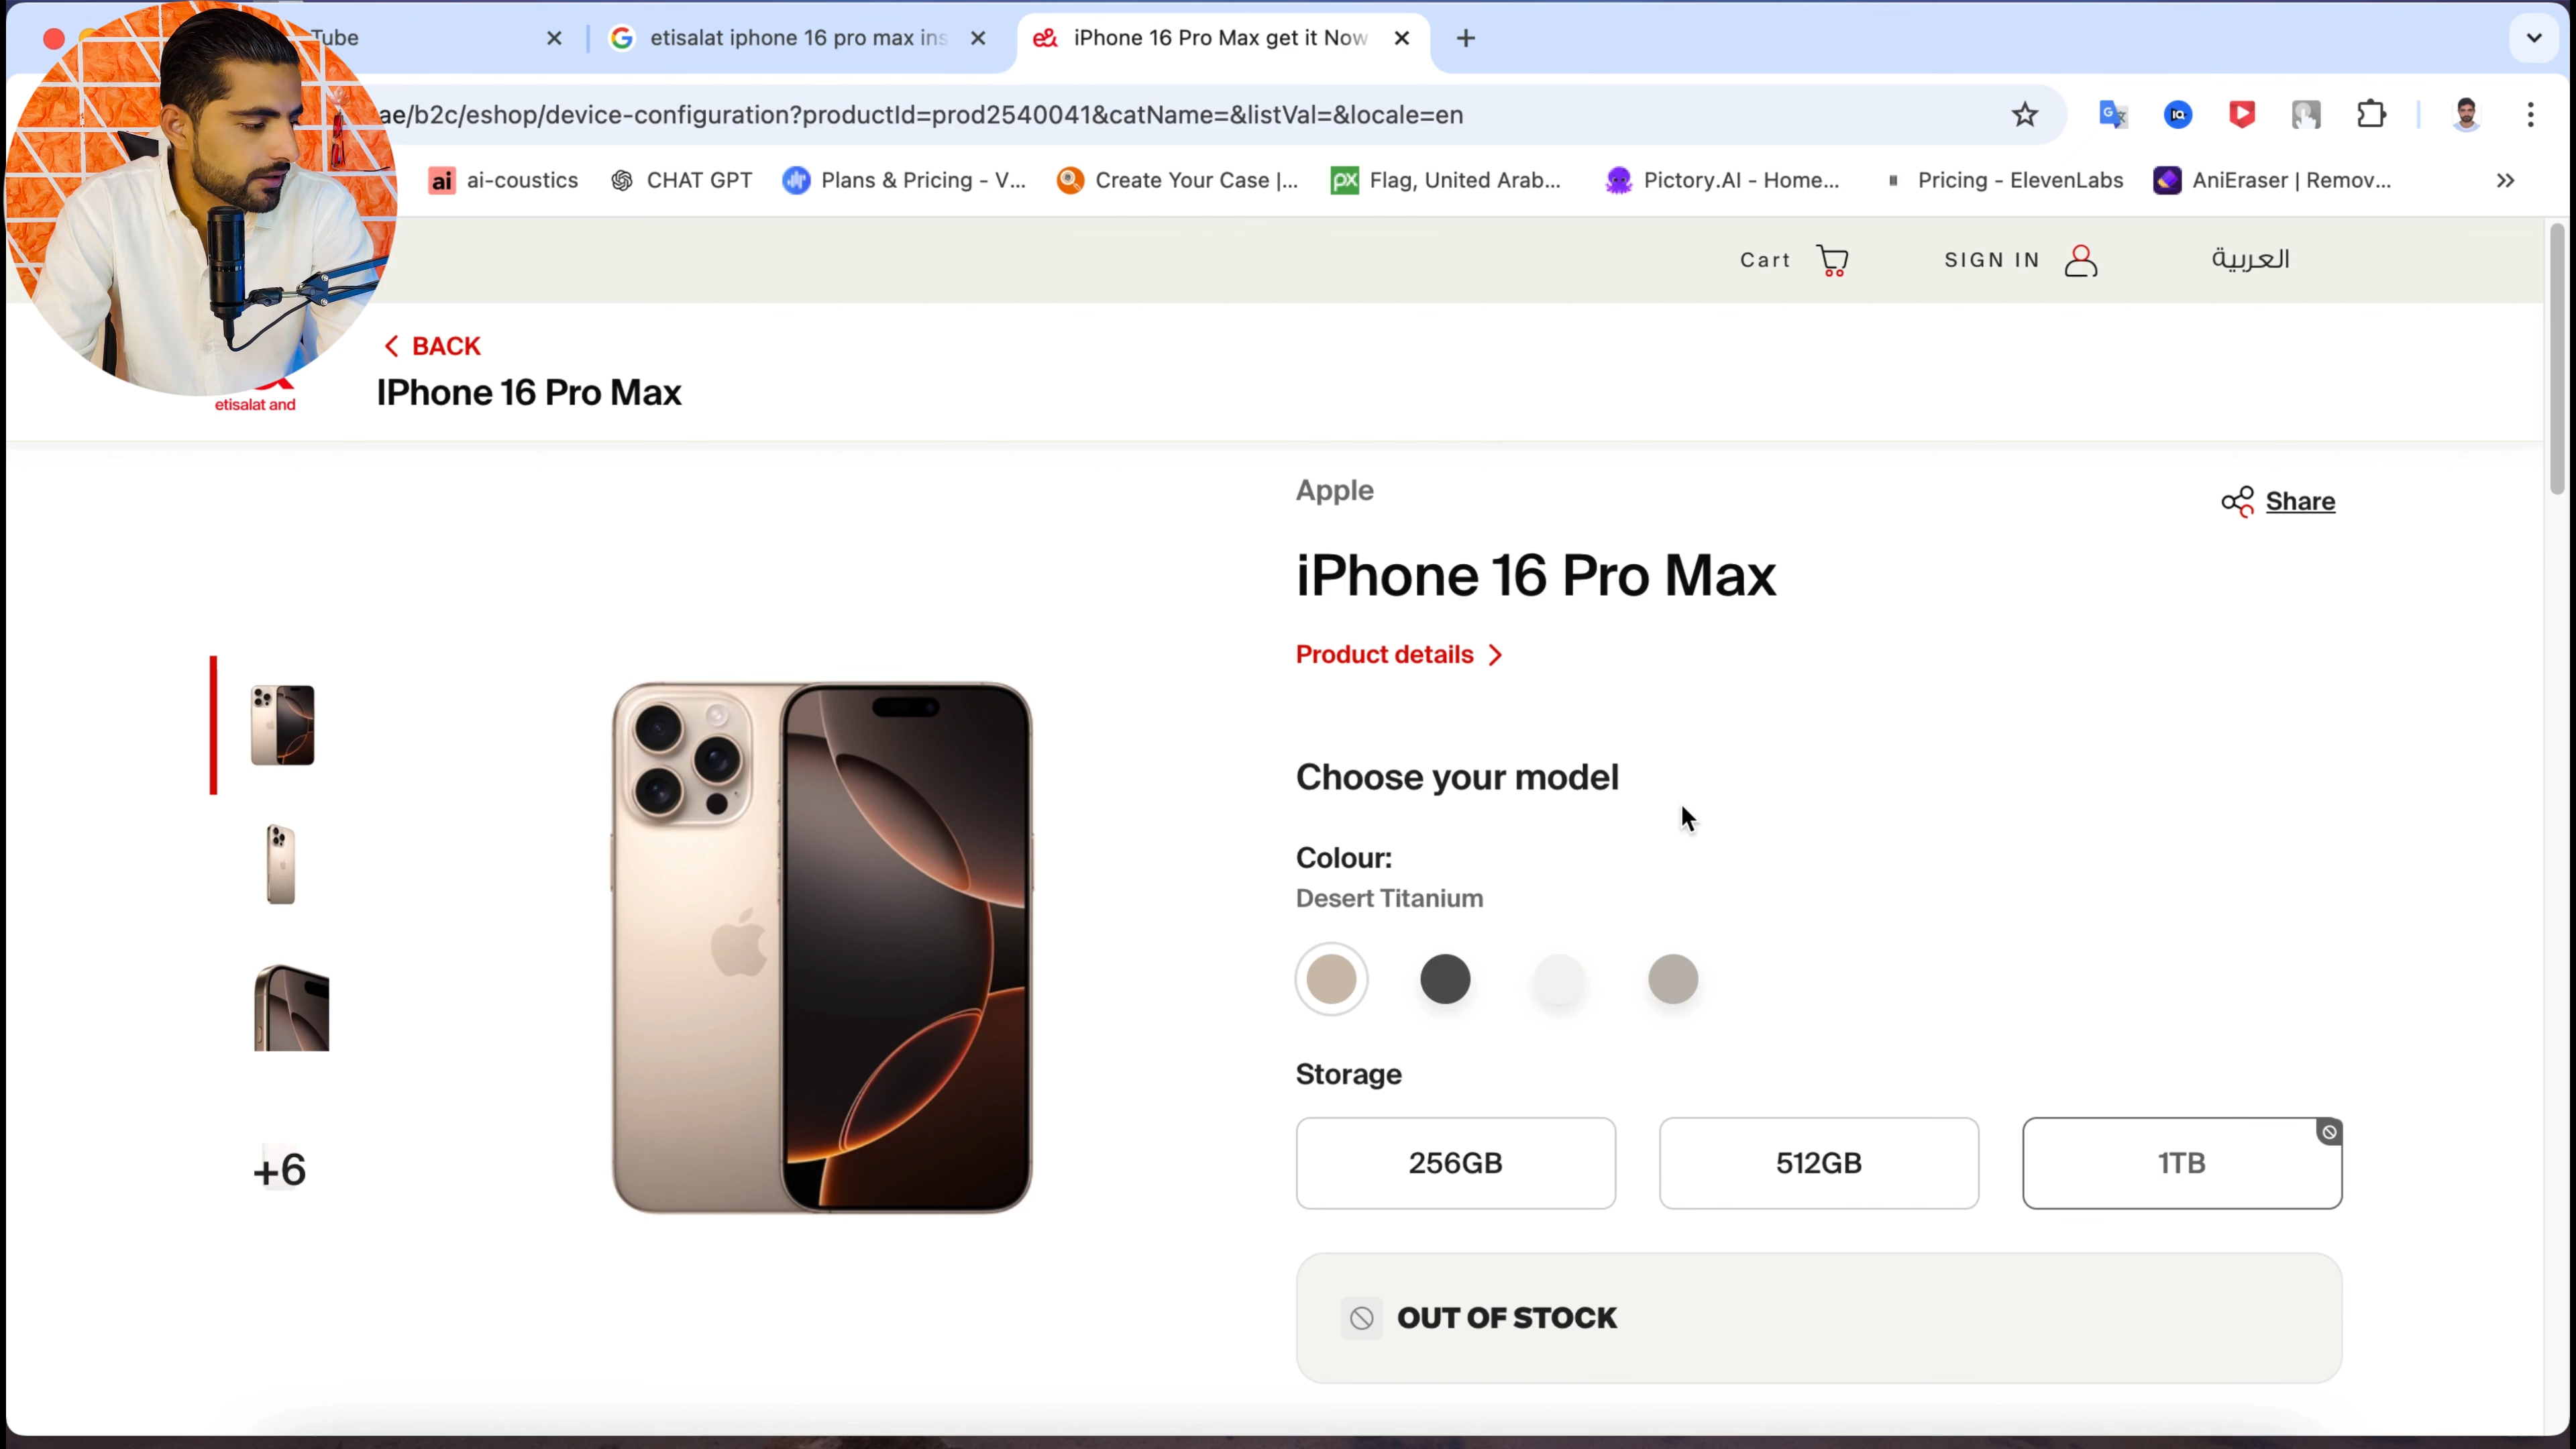 Tube
etisalat iphone 16 pro max ins
e& iPhone 16 Pro Max get it Now
ae/b2c/eshop/device-configuration?productId=prod2540041&catName=&listVal=&locale=en
ai ai-coustics
CHAT GPT
Plans & Pricing - V...
Create Your Case |...
px Flag, United Arab...
Pictory.AI - Home...
Pricing - ElevenLabs
AniEraser | Remov...
Cart
SIGN IN
العربية
BACK
IPhone 16 Pro Max
etisalat and
Apple
Share
iPhone 16 Pro Max
Product details
Choose your model
Colour:
Desert Titanium
Storage
256GB
512GB
1TB
+6
OUT OF STOCK